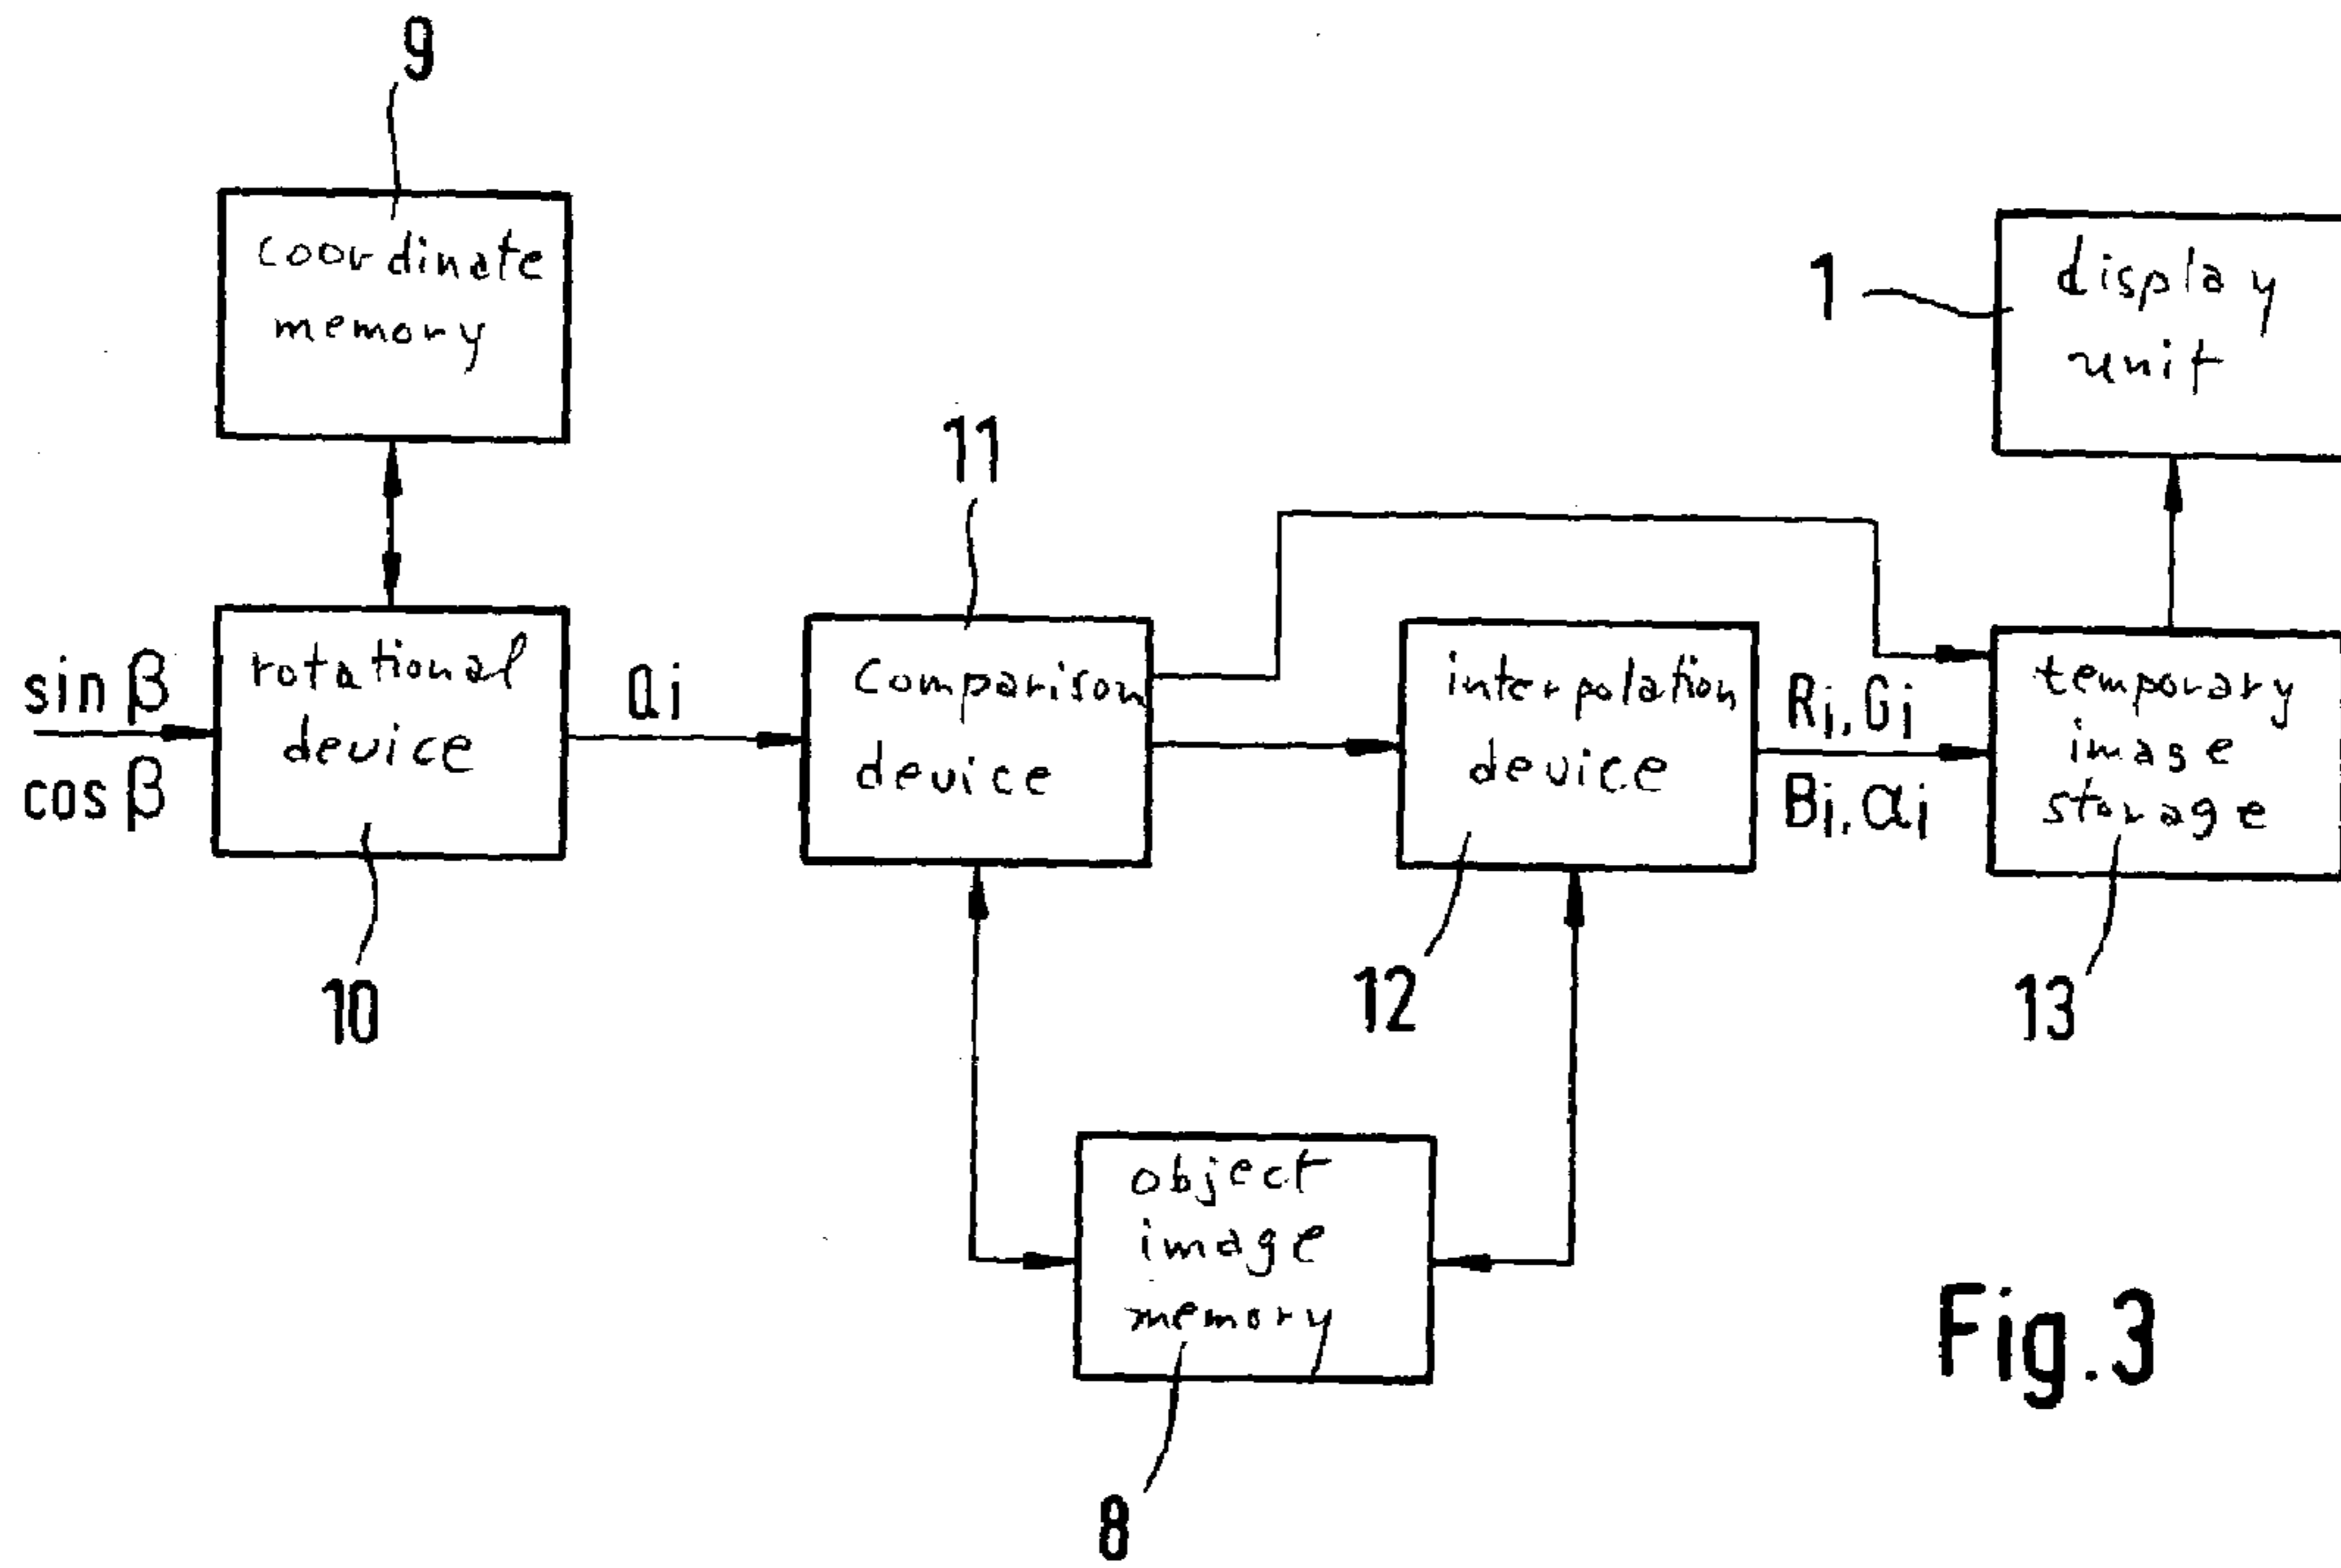 9
coordinate
memory
1
display
unit
11
sin β
cos β
rotational
device
10
ai
Comparison
device
interpolation
device
12
Ri, Gi
Bi, αi
temporary
image
storage
13
object
image
memory
8
Fig.3